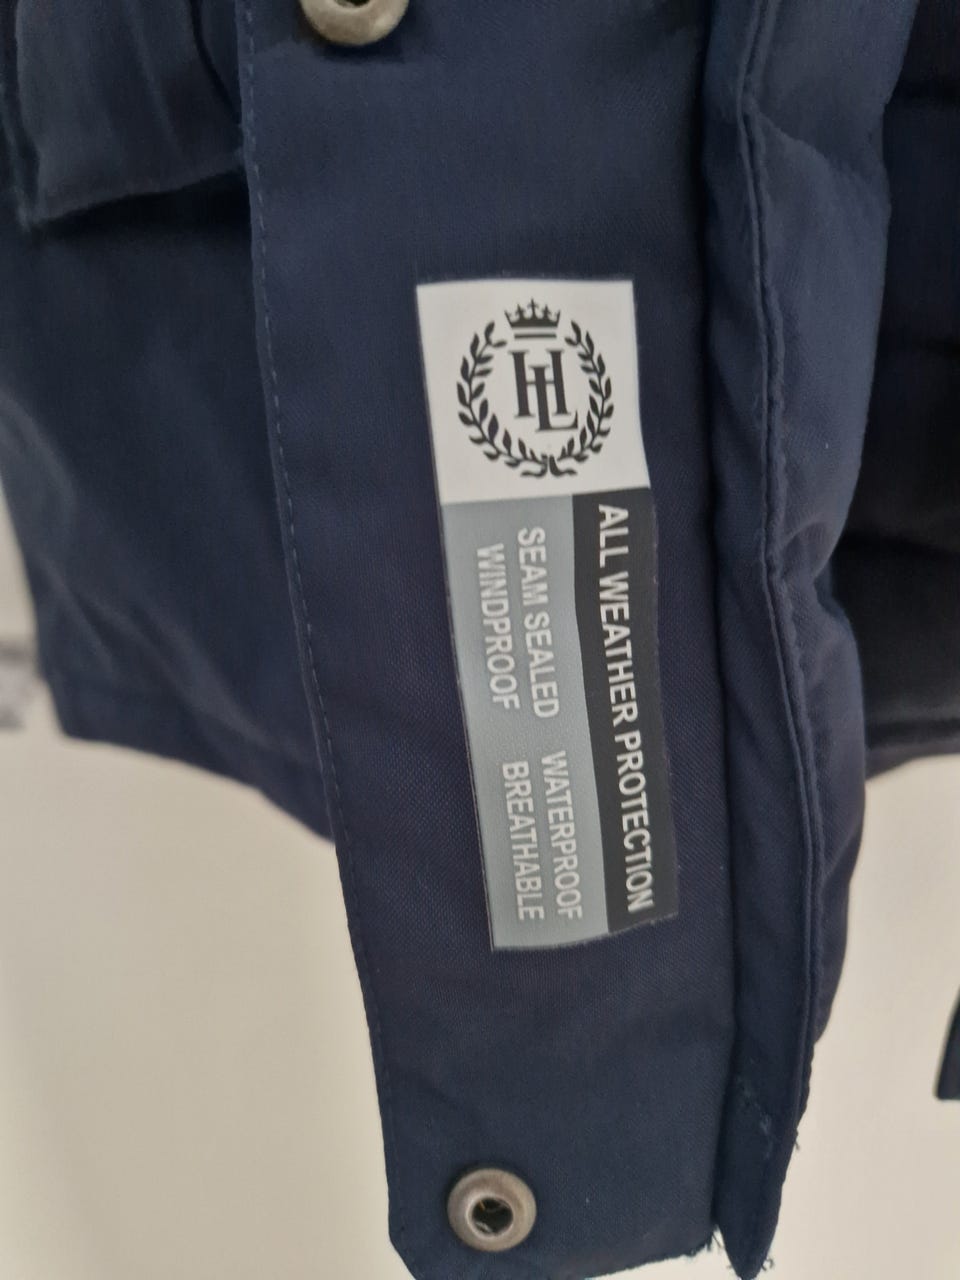 HL
ALL WEATHER PROTECTION
SEAM SEALED WATERPROOF
WINDPROOF BREATHABLE